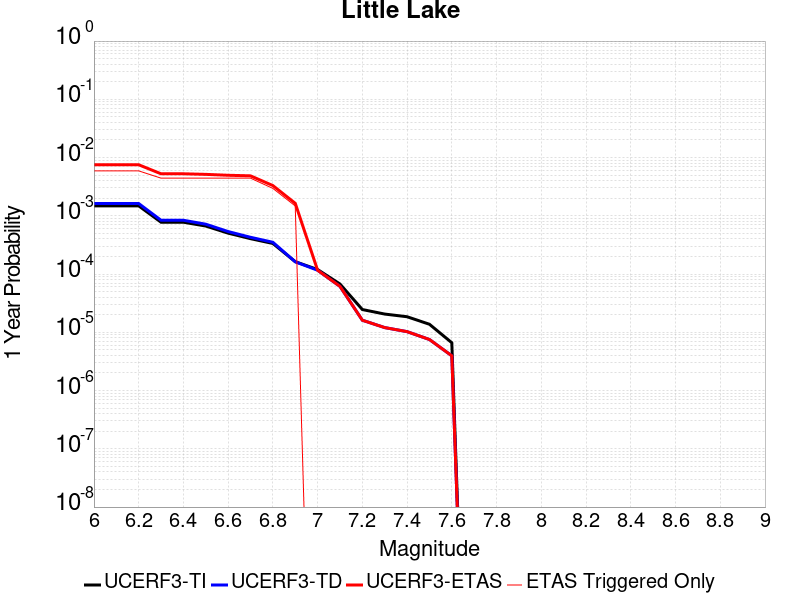 Little Lake
1 Year Probability
10^0
10^-1
10^-2
10^-3
10^-4
10^-5
10^-6
10^-7
10^-8
6 6.2 6.4 6.6 6.8 7 7.2 7.4 7.6 7.8 8 8.2 8.4 8.6 8.8 9
Magnitude
UCERF3-TI UCERF3-TD UCERF3-ETAS ETAS Triggered Only